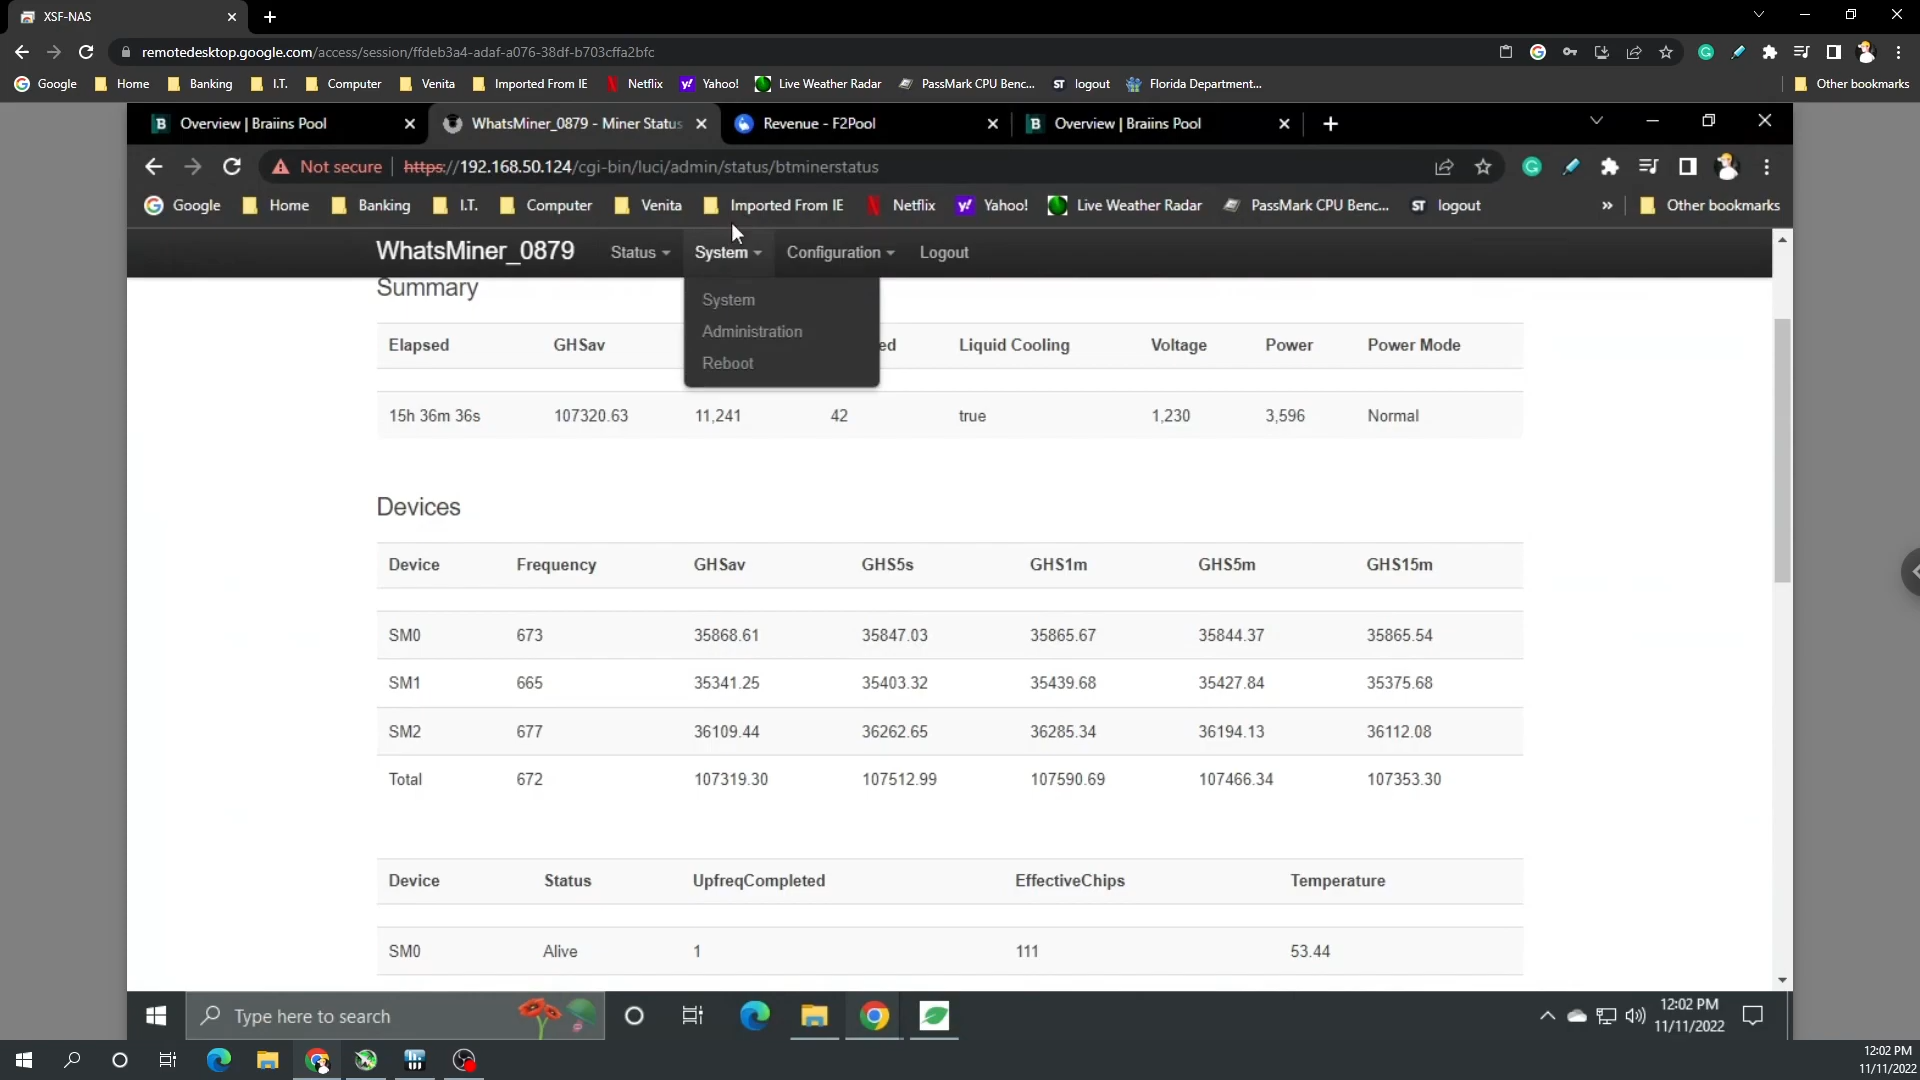 XSF-NAS
remotedesktop.google.com/access/session/ffdeb3a4-adaf-a076-38df-b703cffa2bfc
Google Home Banking I.T. Computer Venita Imported From IE Netflix Yahoo! Live Weather Radar PassMark CPU Benc... ST logout Florida Department... Other bookmarks
B Overview | Braiins Pool WhatsMiner_0879 - Miner Status Revenue - F2Pool B Overview | Braiins Pool
Not secure https://192.168.50.124/cgi-bin/luci/admin/status/btminerstatus
Google Home Banking I.T. Computer Venita Imported From IE Netflix Yahoo! Live Weather Radar PassMark CPU Benc... ST logout » Other bookmarks
WhatsMiner_0879 Status System Configuration Logout
Summary
System
Administration
Reboot
Elapsed GHSav ed Liquid Cooling Voltage Power Power Mode
15h 36m 36s 107320.63 11,241 42 true 1,230 3,596 Normal
Devices
Device Frequency GHSav GHS5s GHS1m GHS5m GHS15m
SM0 673 35868.61 35847.03 35865.67 35844.37 35865.54
SM1 665 35341.25 35403.32 35439.68 35427.84 35375.68
SM2 677 36109.44 36262.65 36285.34 36194.13 36112.08
Total 672 107319.30 107512.99 107590.69 107466.34 107353.30
Device Status UpfreqCompleted EffectiveChips Temperature
SM0 Alive 1 111 53.44
Type here to search
12:02 PM
11/11/2022
12:02 PM
11/11/2022